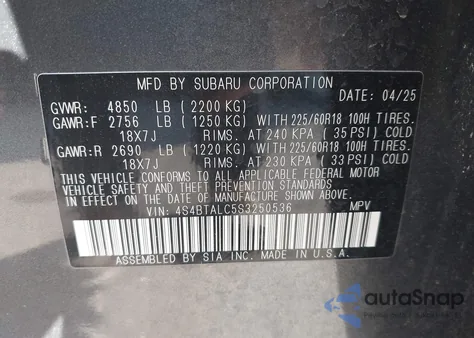 MFD BY SUBARU CORPORATION
DATE: 04/25
GVWR: 4850 LB ( 2200 KG)
GAWR:F 2756 LB ( 1250 KG) WITH 225/60R18 100H TIRES.
18X7J RIMS. AT 240 KPA ( 35 PSI) COLD
GAWR:R 2690 LB ( 1220 KG) WITH 225/60R18 100H TIRES.
18X7J RIMS. AT 230 KPA ( 33 PSI) COLD
THIS VEHICLE CONFORMS TO ALL APPLICABLE FEDERAL MOTOR
VEHICLE SAFETY AND THEFT PREVENTION STANDARDS
IN EFFECT ON THE DATE OF MANUFACTURE SHOWN ABOVE.
VIN: 4S4BTALC5S3250536 MPV
ASSEMBLED BY SIA INC. MADE IN U.S.A.
autoSnap